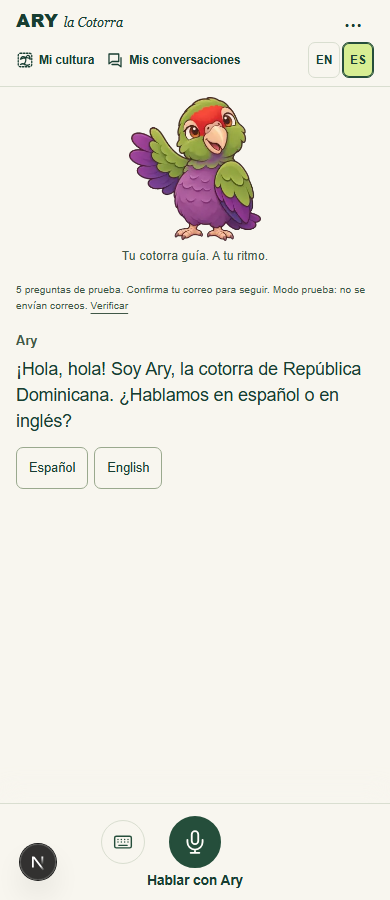 ARY la Cotorra
...
Mi cultura Mis conversaciones EN ES
Tu cotorra guía. A tu ritmo.
5 preguntas de prueba. Confirma tu correo para seguir. Modo prueba: no se
envían correos. Verificar
Ary
¡Hola, hola! Soy Ary, la cotorra de República
Dominicana. ¿Hablamos en español o en
inglés?
Español English
N
Hablar con Ary